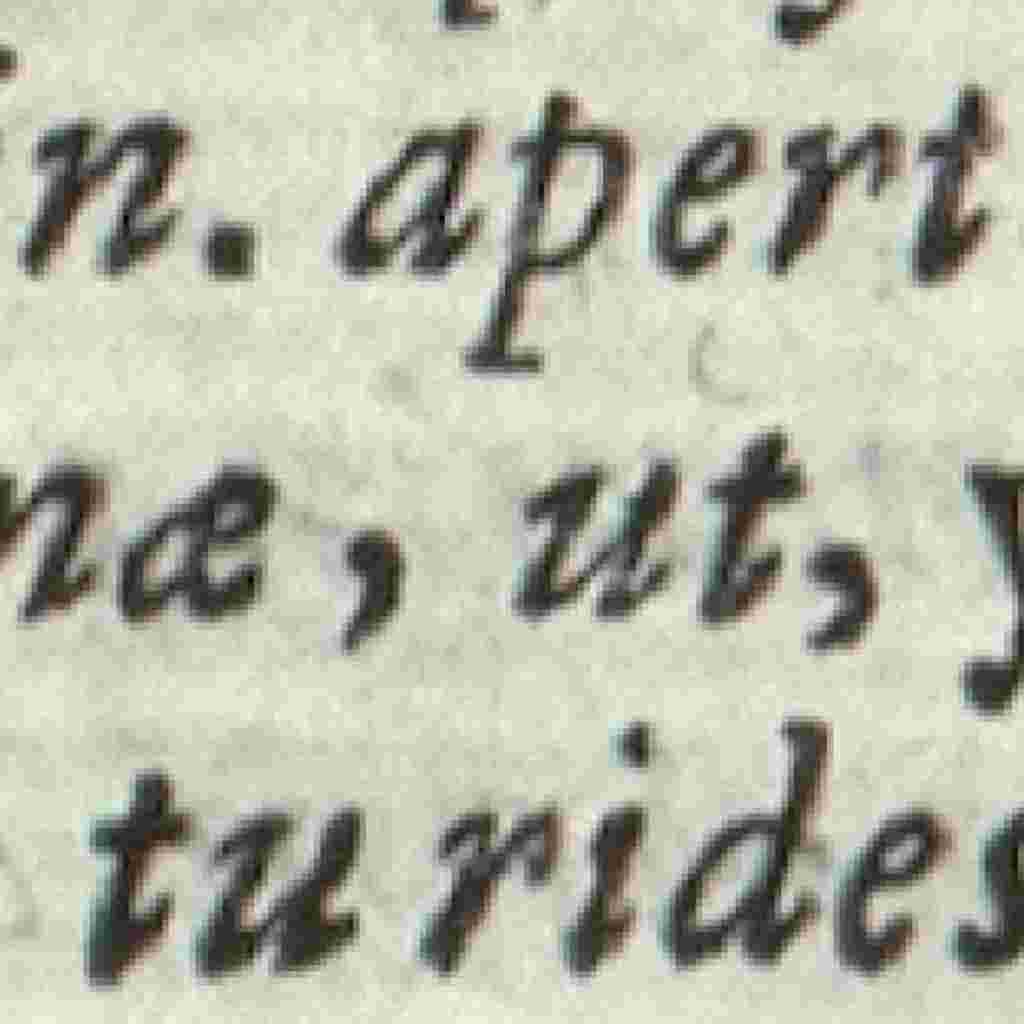 n. apert
næ, ut, y
tu rides